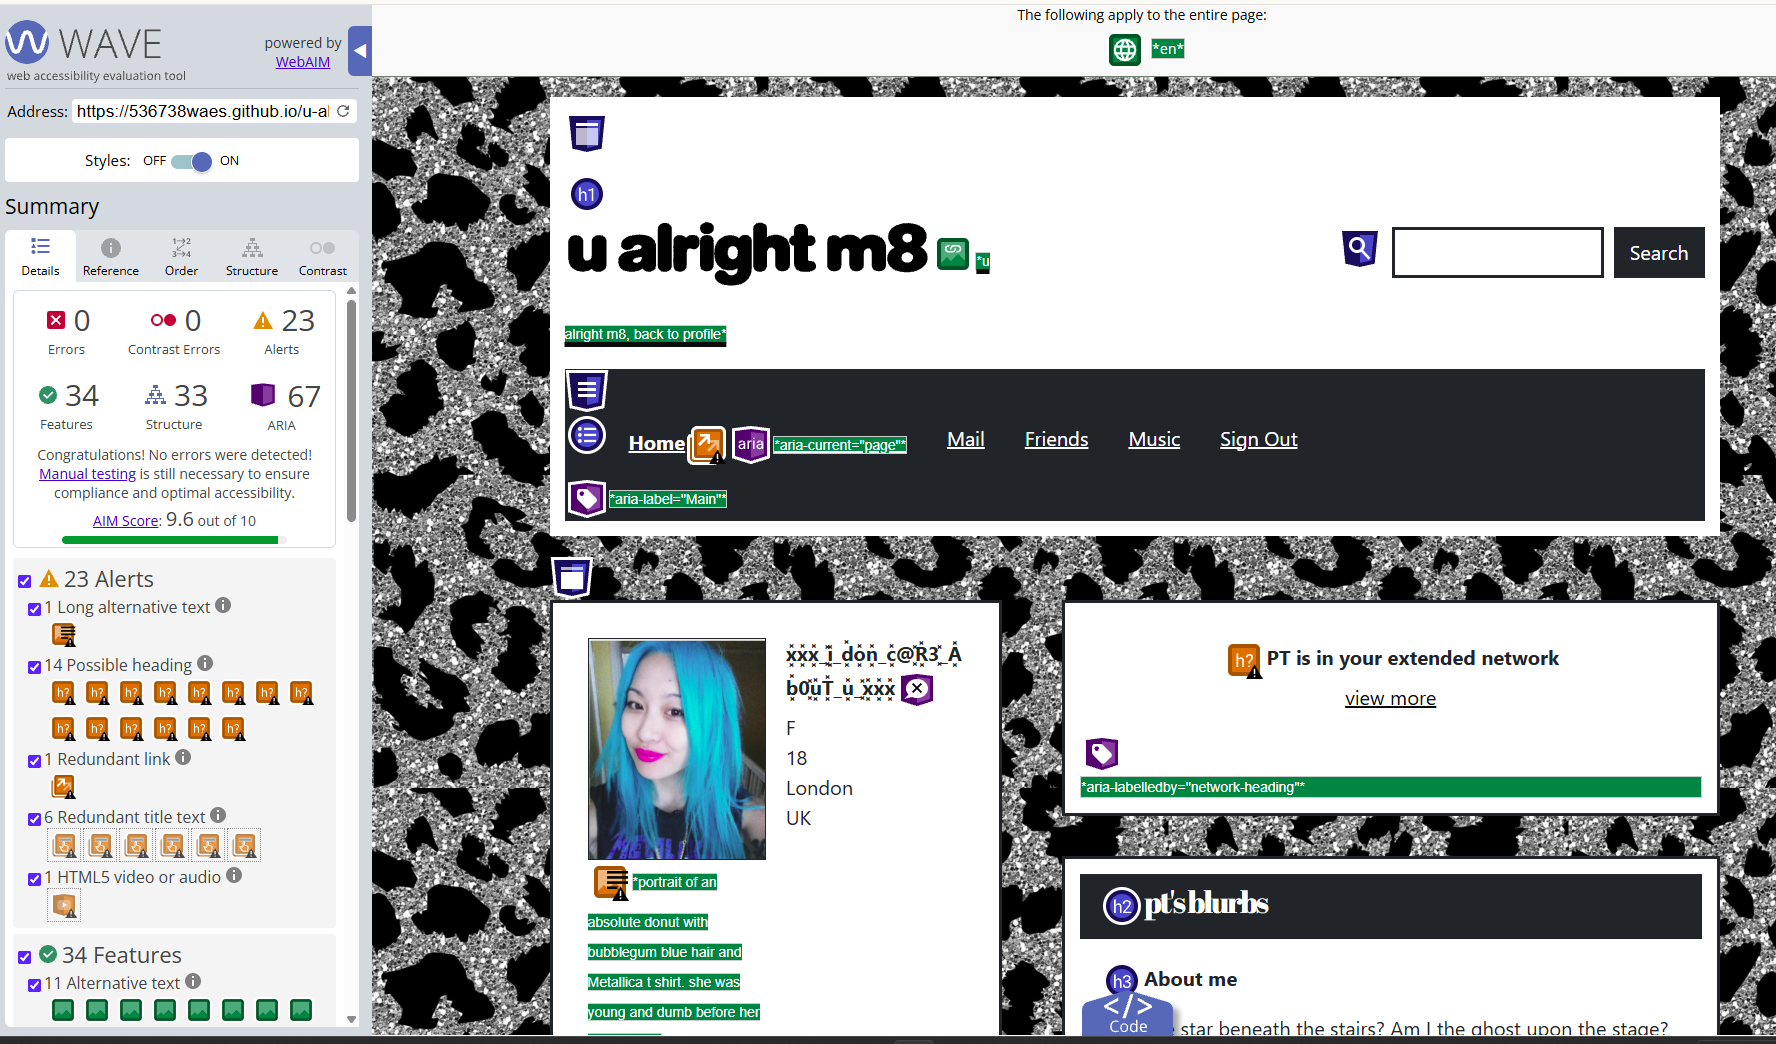 WAVE
web accessibility evaluation tool
powered by
WebAIM
Address: https://536738waes.github.io/u-al
Styles: OFF ON
Summary
Details
Reference
Order
Structure
Contrast
0
Errors
0
Contrast Errors
23
Alerts
34
Features
33
Structure
67
ARIA
Congratulations! No errors were detected!
Manual testing is still necessary to ensure
compliance and optimal accessibility.
AIM Score: 9.6 out of 10
23 Alerts
1 Long alternative text
14 Possible heading
h? h? h? h? h? h? h? h?
h? h? h? h? h? h?
1 Redundant link
6 Redundant title text
1 HTML5 video or audio
34 Features
11 Alternative text
The following apply to the entire page:
*en*
h1
u alright m8
*u
alright m8, back to profile*
Search
Home
aria
*aria-current="page"*
Mail
Friends
Music
Sign Out
*aria-label="Main"*
F
18
London
UK
*portrait of an
absolute donut with
bubblegum blue hair and
Metallica t shirt. she was
young and dumb before her
h? PT is in your extended network
view more
*aria-labelledby="network-heading"*
h2 pt's blurbs
h3 About me
</> Code
star beneath the stairs? Am I the ghost upon the stage?